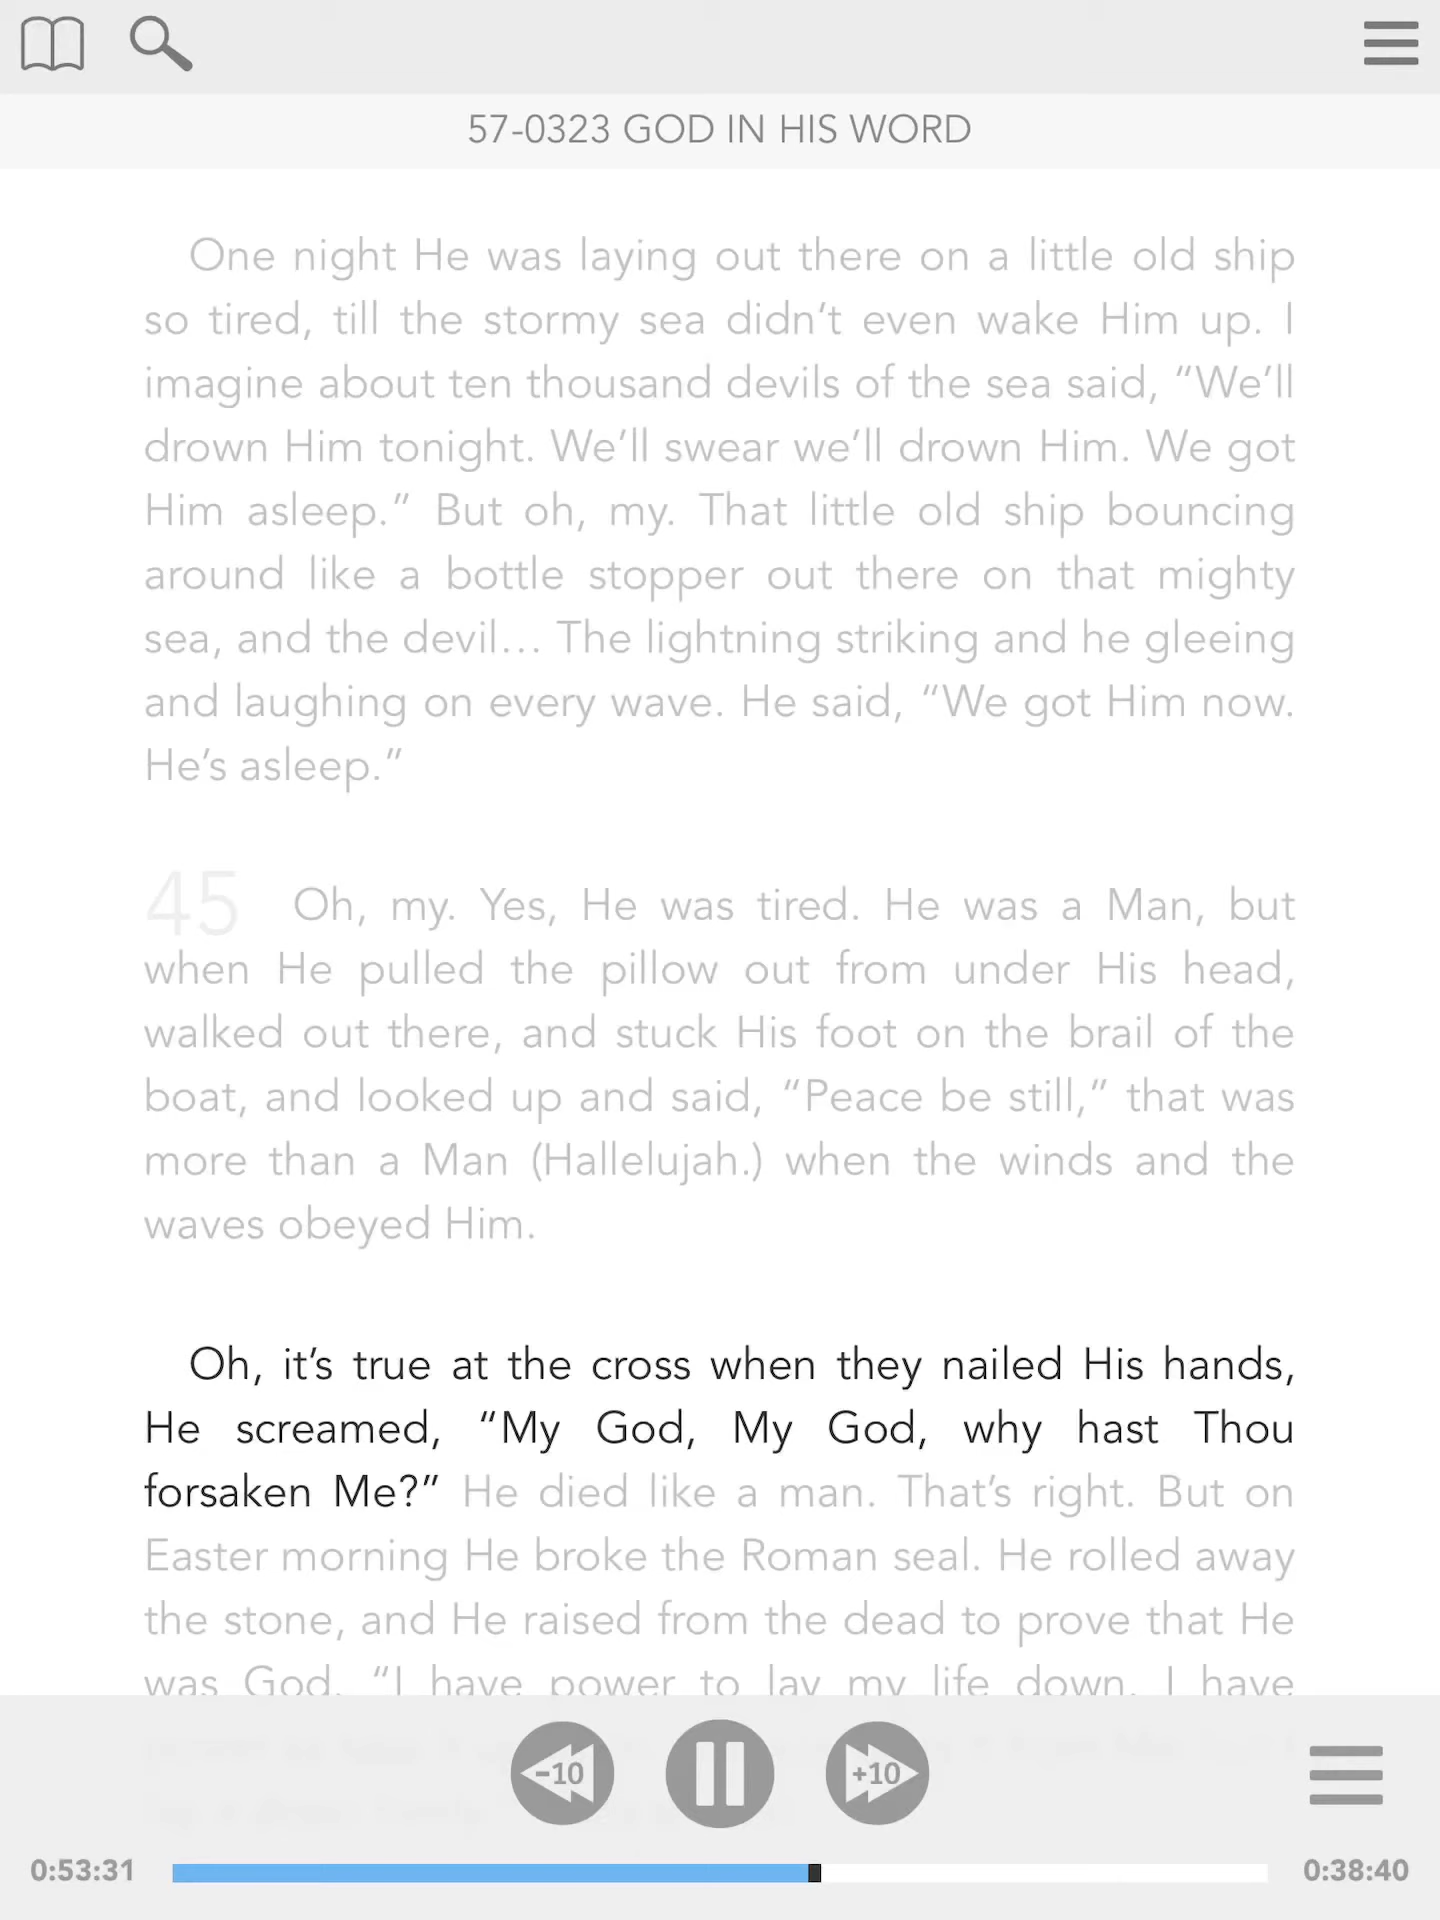 57-0323 GOD IN HIS WORD
One night He was laying out there on a little old ship
so tired, till the stormy sea didn’t even wake Him up. I
imagine about ten thousand devils of the sea said, “We’ll
drown Him tonight. We’ll swear we’ll drown Him. We got
Him asleep.” But oh, my. That little old ship bouncing
around like a bottle stopper out there on that mighty
sea, and the devil… The lightning striking and he gleeing
and laughing on every wave. He said, “We got Him now.
He’s asleep.”
45 Oh, my. Yes, He was tired. He was a Man, but
when He pulled the pillow out from under His head,
walked out there, and stuck His foot on the brail of the
boat, and looked up and said, “Peace be still,” that was
more than a Man (Hallelujah.) when the winds and the
waves obeyed Him.
Oh, it’s true at the cross when they nailed His hands,
He screamed, “My God, My God, why hast Thou
forsaken Me?” He died like a man. That’s right. But on
Easter morning He broke the Roman seal. He rolled away
the stone, and He raised from the dead to prove that He
was God. “I have power to lay my life down. I have
-10 +10
0:53:31 0:38:40